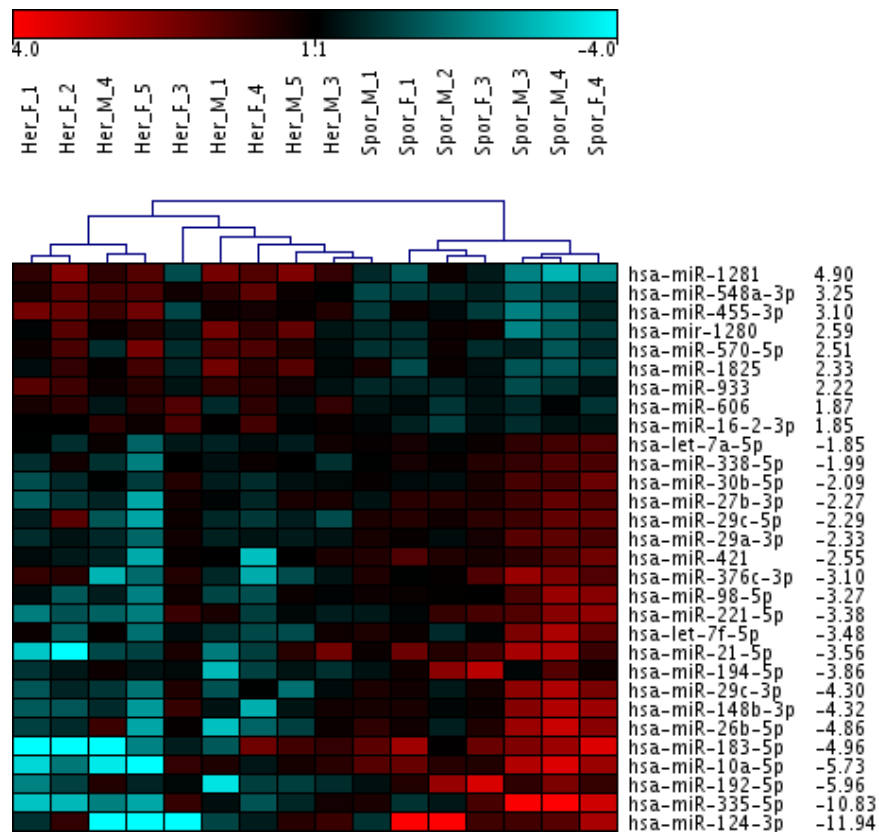 4.0 1:1 -4.0
Her_F_1 Her_F_2 Her_M_4 Her_F_5 Her_F_3 Her_M_1 Her_F_4 Her_M_5 Her_M_3 Spor_M_1 Spor_F_1 Spor_M_2 Spor_F_3 Spor_M_3 Spor_M_4 Spor_F_4
hsa-miR-1281 4.90
hsa-miR-548a-3p 3.25
hsa-miR-455-3p 3.10
hsa-mir-1280 2.59
hsa-miR-570-5p 2.51
hsa-miR-1825 2.33
hsa-miR-933 2.22
hsa-miR-606 1.87
hsa-miR-16-2-3p 1.85
hsa-let-7a-5p -1.85
hsa-miR-338-5p -1.99
hsa-miR-30b-5p -2.09
hsa-miR-27b-3p -2.27
hsa-miR-29c-5p -2.29
hsa-miR-29a-3p -2.33
hsa-miR-421 -2.55
hsa-miR-376c-3p -3.10
hsa-miR-98-5p -3.27
hsa-miR-221-5p -3.38
hsa-let-7f-5p -3.48
hsa-miR-21-5p -3.56
hsa-miR-194-5p -3.86
hsa-miR-29c-3p -4.30
hsa-miR-148b-3p -4.32
hsa-miR-26b-5p -4.86
hsa-miR-183-5p -4.96
hsa-miR-10a-5p -5.73
hsa-miR-192-5p -5.96
hsa-miR-335-5p -10.83
hsa-miR-124-3p -11.94